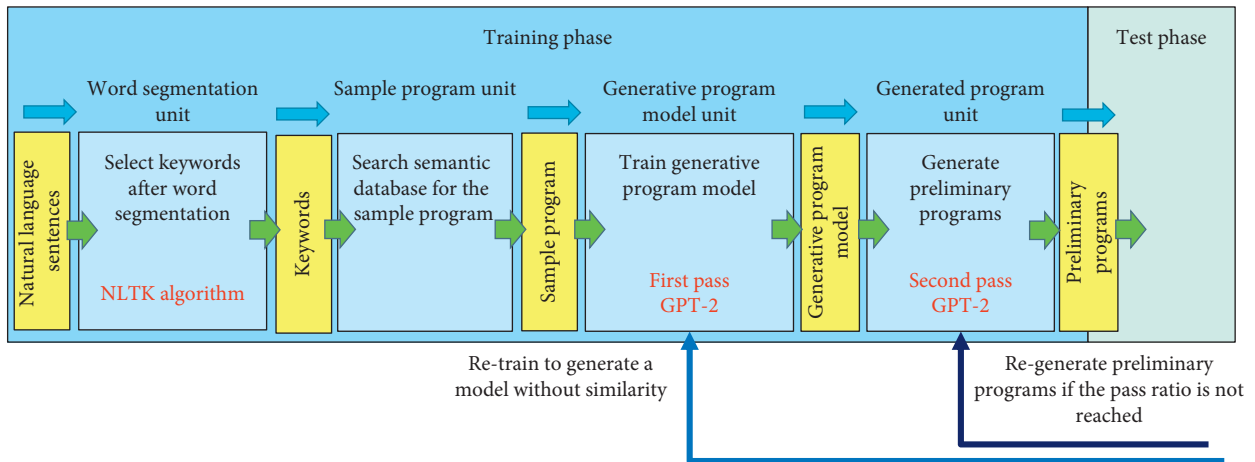 Training phase
Test phase
Word segmentation
unit
Sample program unit
Generative program
model unit
Generated program
unit
Natural language
sentences
Select keywords
after word
segmentation
NLTK algorithm
Keywords
Search semantic
database for the
sample program
Sample program
Train generative
program model
First pass
GPT-2
Generative program
model
Generate
preliminary
programs
Second pass
GPT-2
Preliminary
programs
Re-train to generate a
model without similarity
Re-generate preliminary
programs if the pass ratio is not
reached